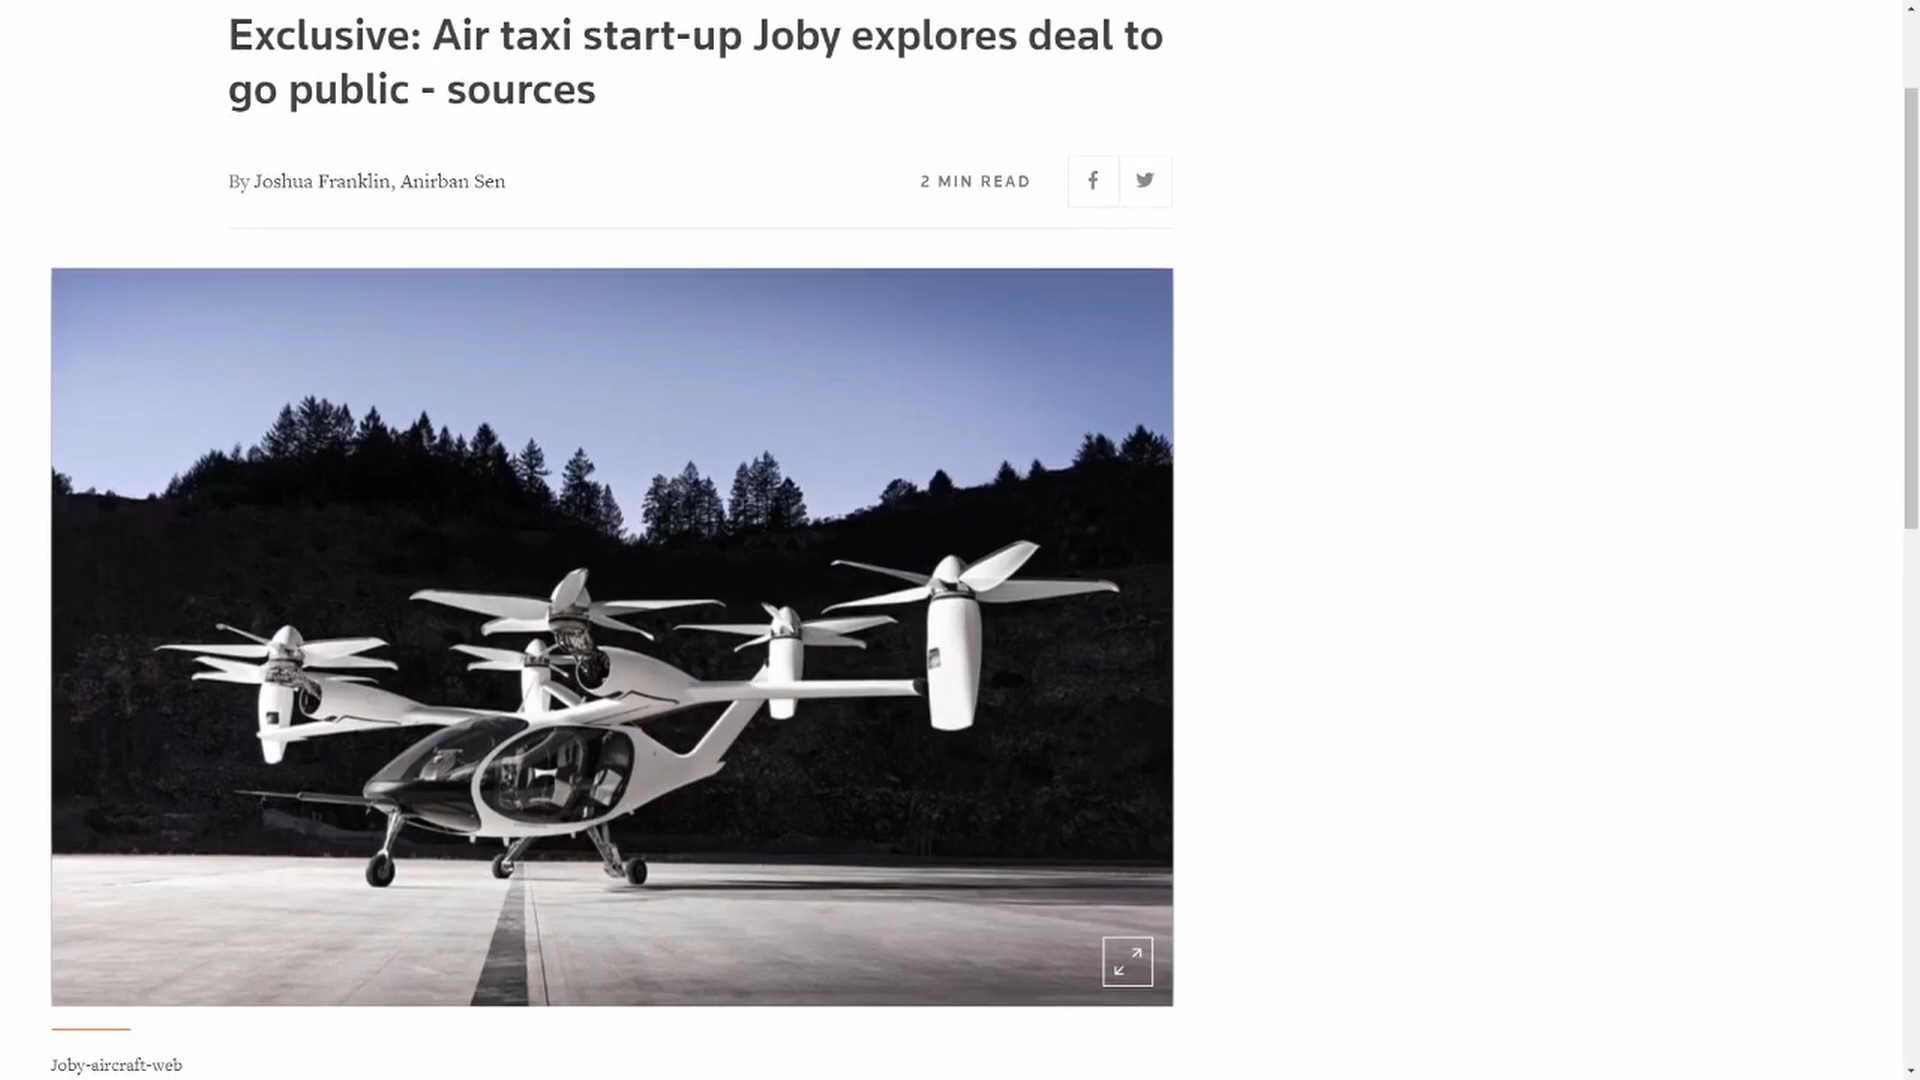 Exclusive: Air taxi start-up Joby explores deal to
go public - sources
By Joshua Franklin, Anirban Sen
2 MIN READ
Joby-aircraft-web